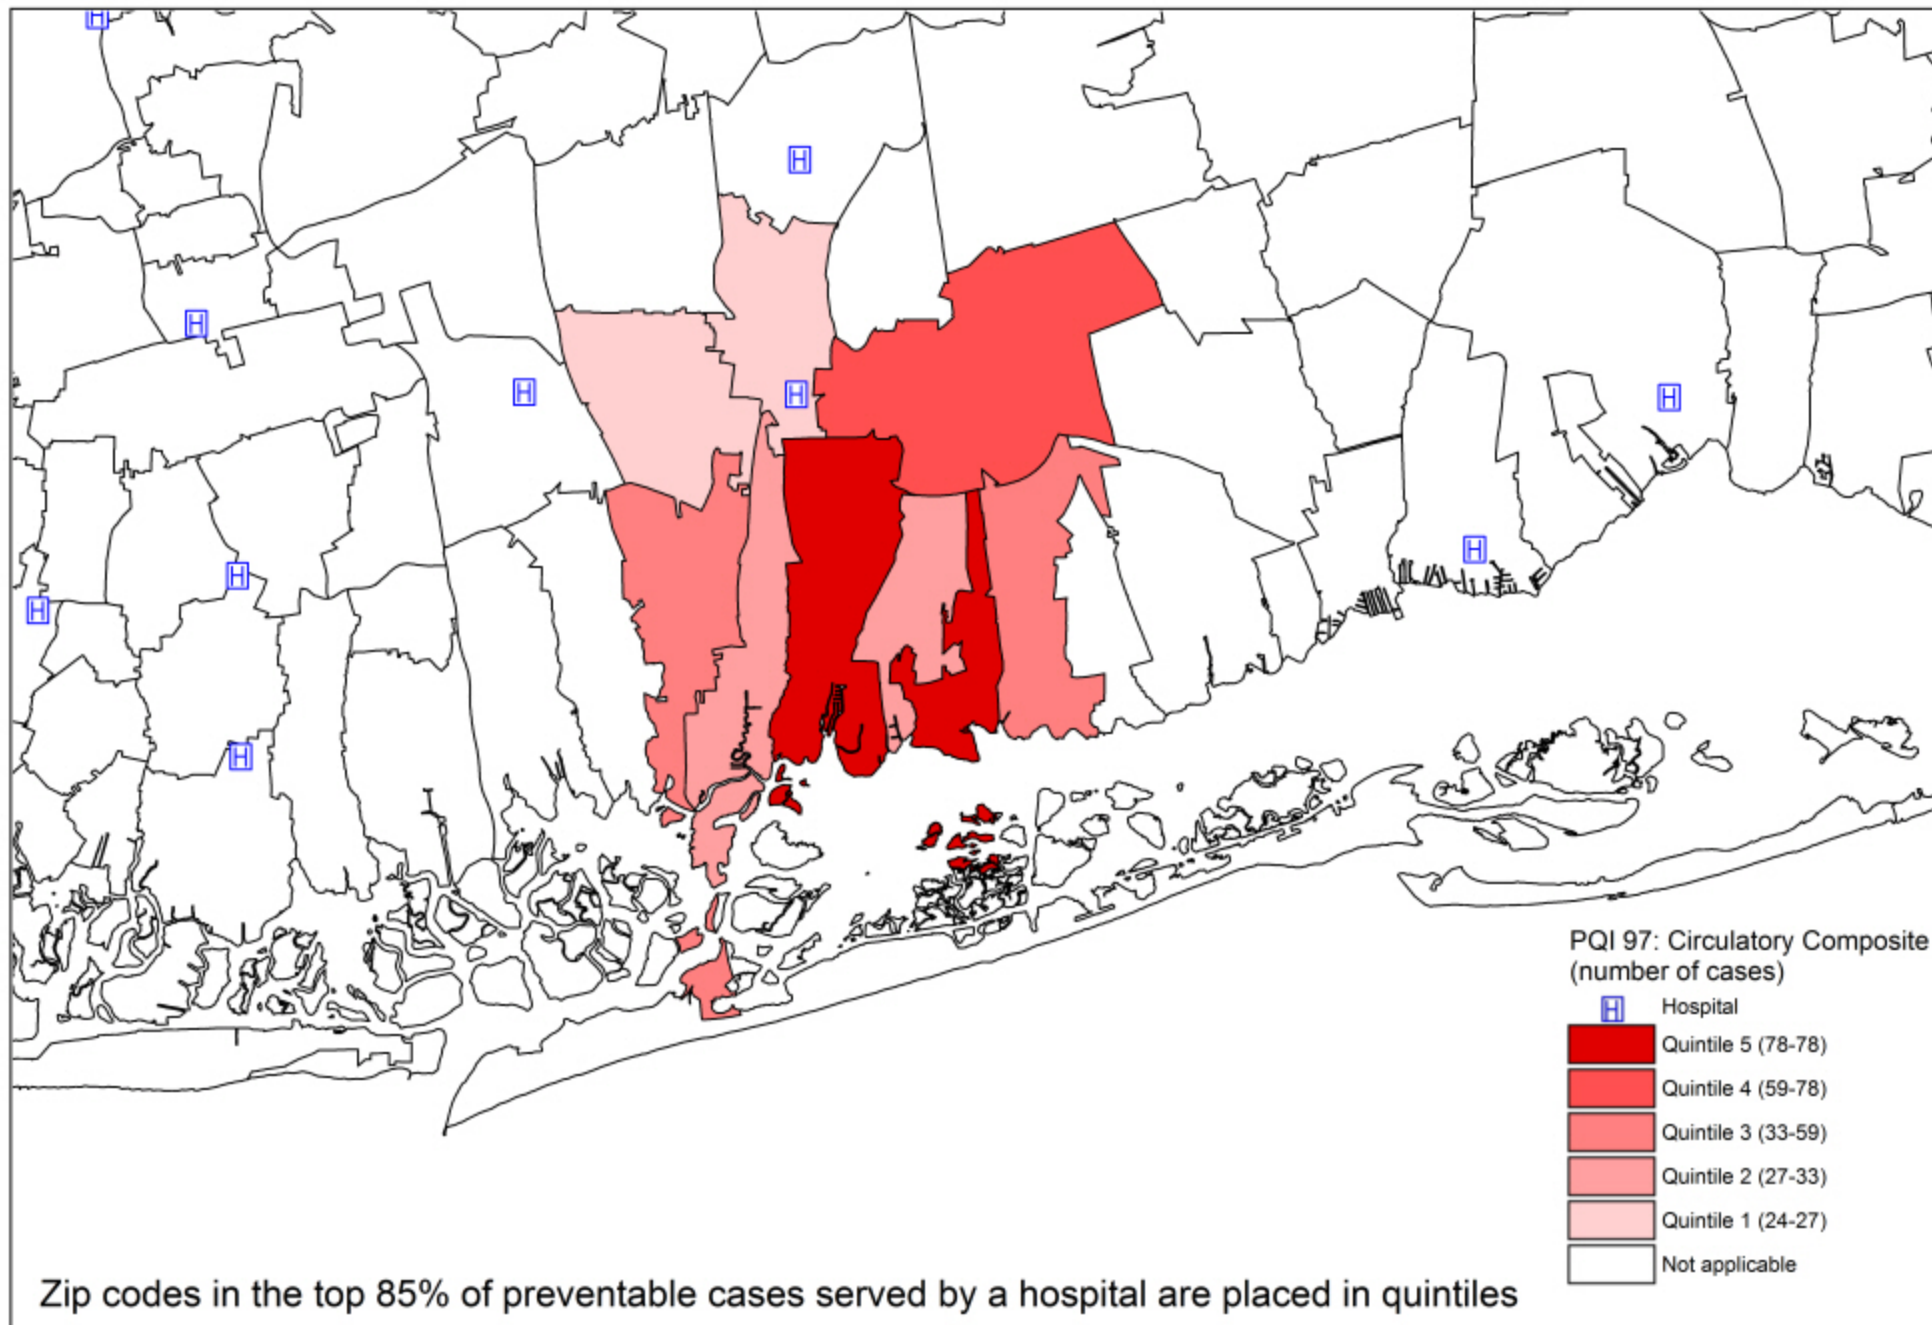 H
H
H
H
H
H
H
H
H
H
PQI 97: Circulatory Composite
(number of cases)
H Hospital
Quintile 5 (78-78)
Quintile 4 (59-78)
Quintile 3 (33-59)
Quintile 2 (27-33)
Quintile 1 (24-27)
Not applicable
Zip codes in the top 85% of preventable cases served by a hospital are placed in quintiles